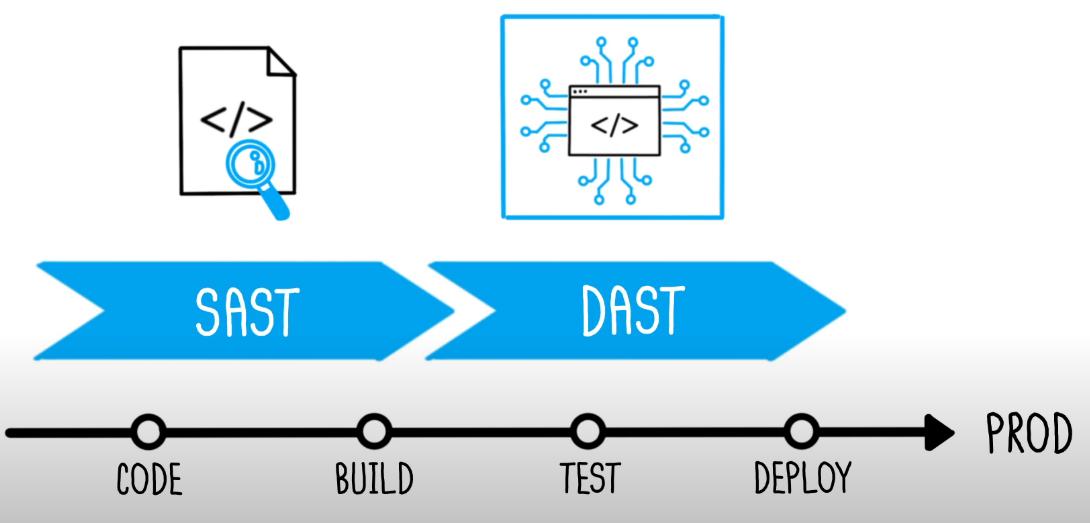 </>
</>
SAST
DAST
CODE
BUILD
TEST
DEPLOY
PROD